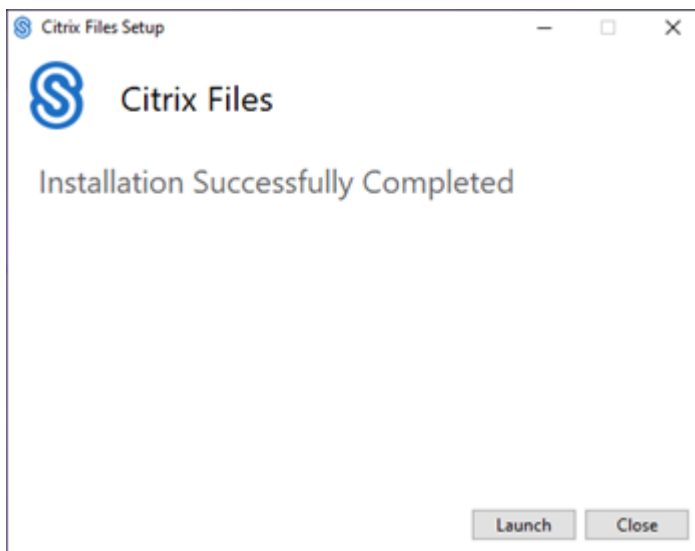 Citrix Files Setup
Citrix Files
Installation Successfully Completed
Launch Close